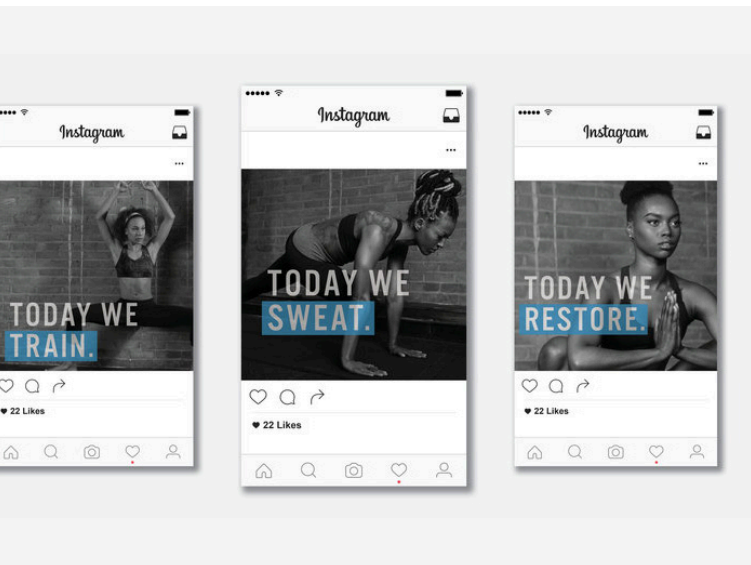 Instagram
TODAY WE
TRAIN.
22 Likes
Instagram
TODAY WE
SWEAT.
22 Likes
Instagram
TODAY WE
RESTORE.
22 Likes